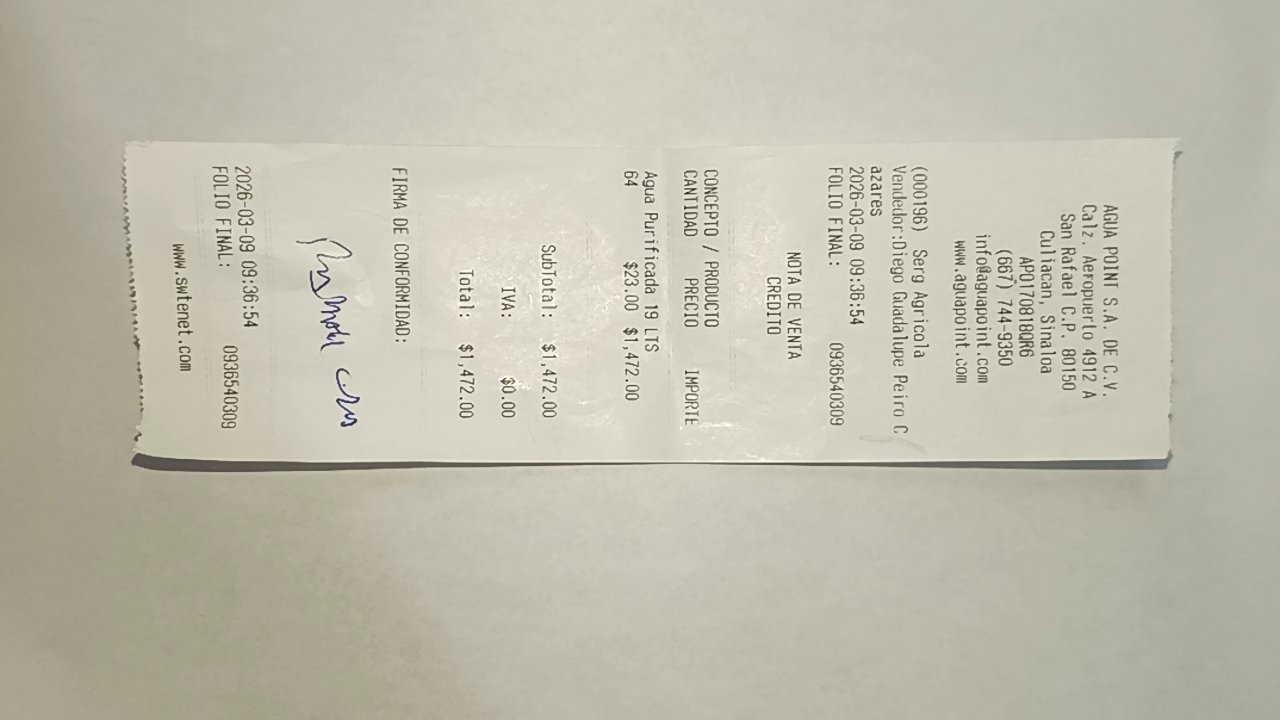 AGUA POINT S.A. DE C.V.
Calz. Aeropuerto 4912 A
San Rafael C.P. 80150
Culiacan, Sinaloa
APO170818QR6
(667) 744-9350
info@aguapoint.com
www.aguapoint.com
(000196) Serg Agricola
Vendedor:Diego Guadalupe Peiro C
azares
2026-03-09 09:36:54
FOLIO FINAL: 0936540309
NOTA DE VENTA
CREDITO
CONCEPTO / PRODUCTO
CANTIDAD PRECIO IMPORTE
Agua Purificada 19 LTS
64 $23.00 $1,472.00
SubTotal: $1,472.00
IVA: $0.00
Total: $1,472.00
FIRMA DE CONFORMIDAD:
2026-03-09 09:36:54
FOLIO FINAL: 0936540309
www.swtenet.com